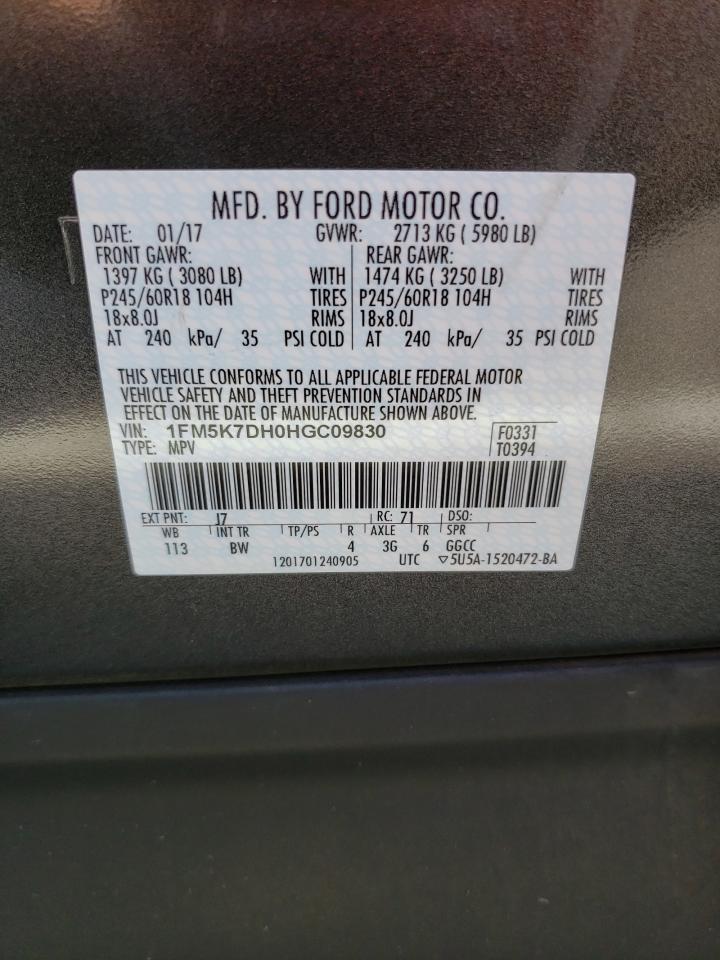 MFD. BY FORD MOTOR CO.
DATE: 01/17 GVWR: 2713 KG ( 5980 LB)
FRONT GAWR: REAR GAWR:
1397 KG ( 3080 LB) WITH 1474 KG ( 3250 LB) WITH
P245/60R18 104H TIRES P245/60R18 104H TIRES
18x8.0J RIMS 18x8.0J RIMS
AT 240 kPa/ 35 PSI COLD AT 240 kPa/ 35 PSI COLD
THIS VEHICLE CONFORMS TO ALL APPLICABLE FEDERAL MOTOR
VEHICLE SAFETY AND THEFT PREVENTION STANDARDS IN
EFFECT ON THE DATE OF MANUFACTURE SHOWN ABOVE.
VIN: 1FM5K7DH0HGC09830 F0331
TYPE: MPV T0394
EXT PNT: J7 RC: 71 DSO:
WB INT TR TP/PS R AXLE TR SPR
113 BW 4 3G 6 GGCC
1201701240905 UTC ▽5U5A-1520472-BA